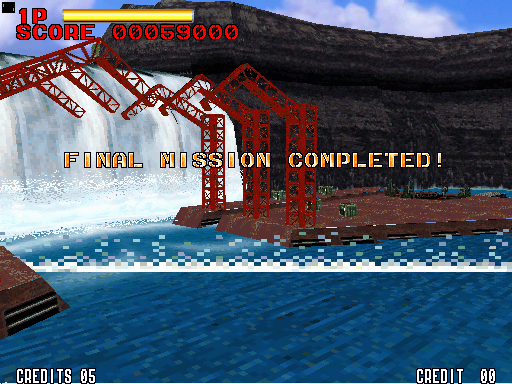 1P
SCORE 00059000
FINAL MISSION COMPLETED!
CREDITS 05
CREDIT 00